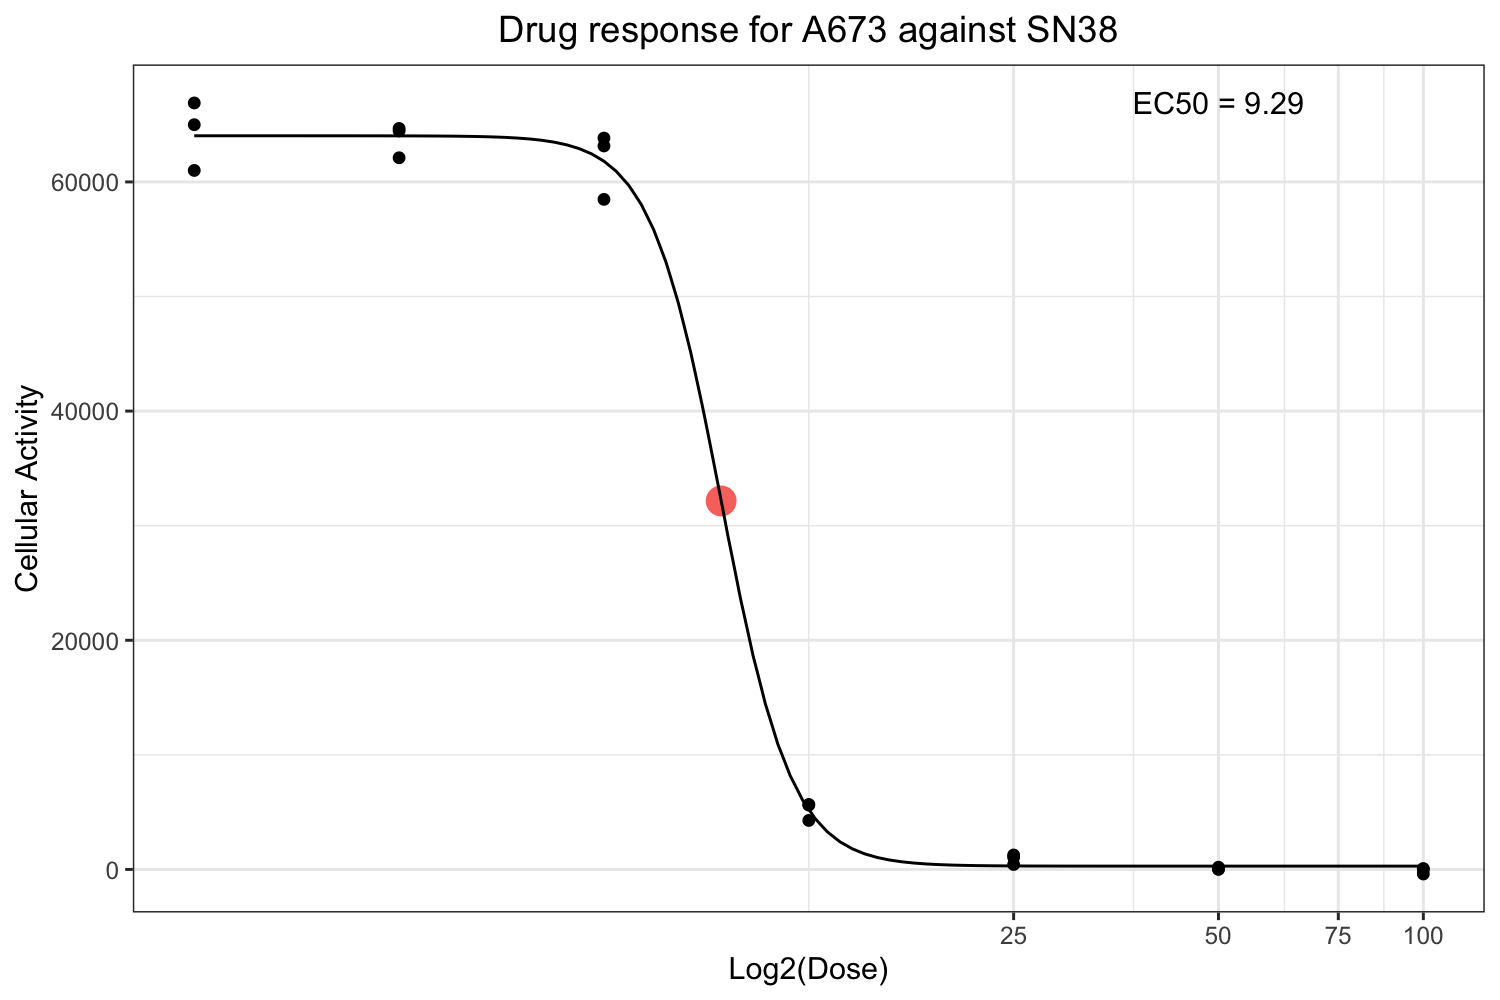 Drug response for A673 against SN38
EC50 = 9.29
Cellular Activity
60000
40000
20000
0
25 50 75 100
Log2(Dose)